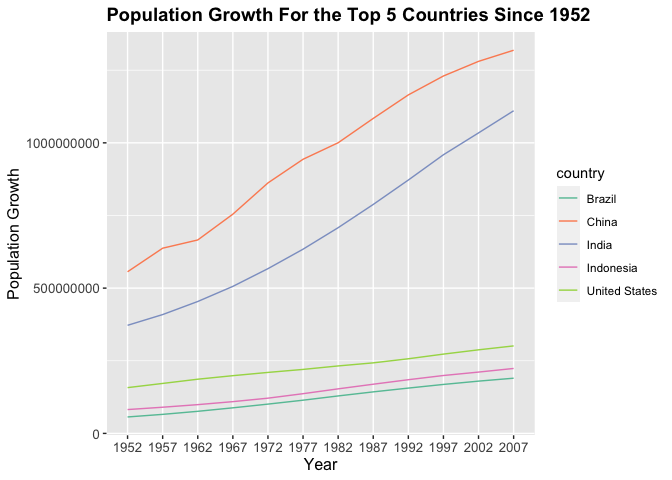 Population Growth For the Top 5 Countries Since 1952
Population Growth
1000000000
500000000
0
1952 1957 1962 1967 1972 1977 1982 1987 1992 1997 2002 2007
Year
country
Brazil
China
India
Indonesia
United States